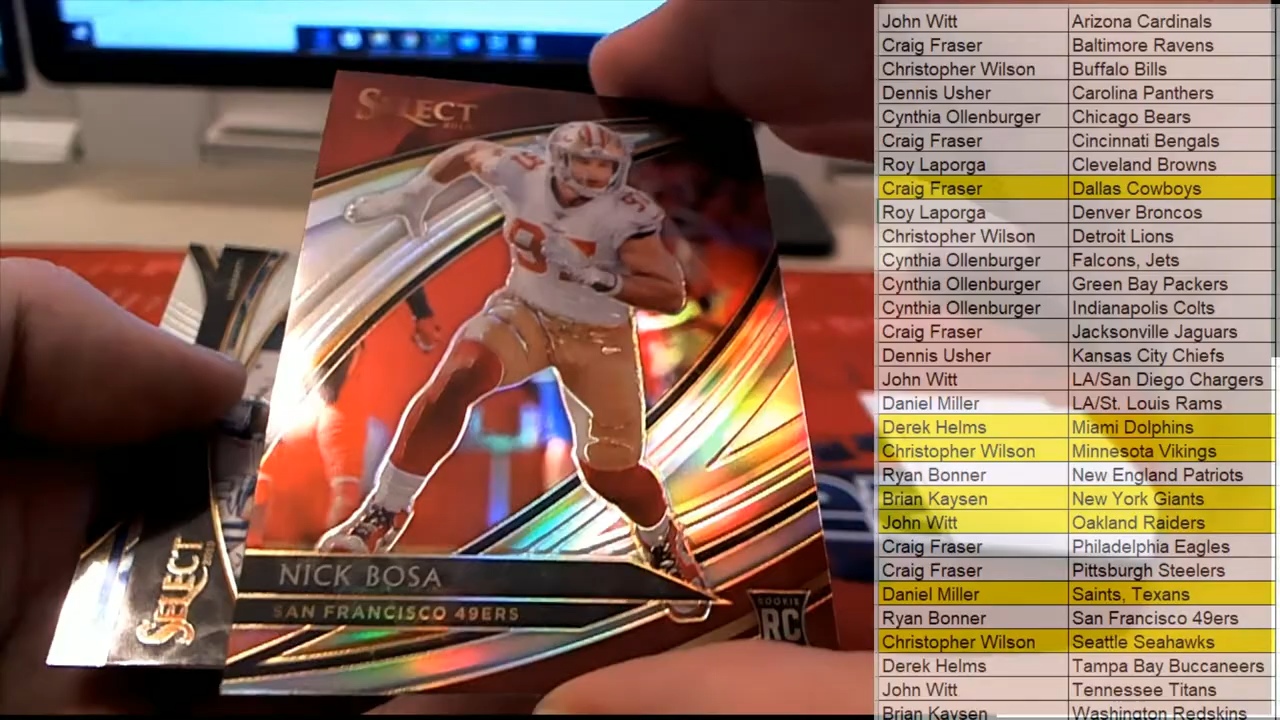 SELECT
NICK BOSA
SAN FRANCISCO 49ERS
ROOKIE
RC
SELECT
John Witt Arizona Cardinals
Craig Fraser Baltimore Ravens
Christopher Wilson Buffalo Bills
Dennis Usher Carolina Panthers
Cynthia Ollenburger Chicago Bears
Craig Fraser Cincinnati Bengals
Roy Laporga Cleveland Browns
Craig Fraser Dallas Cowboys
Roy Laporga Denver Broncos
Christopher Wilson Detroit Lions
Cynthia Ollenburger Falcons, Jets
Cynthia Ollenburger Green Bay Packers
Cynthia Ollenburger Indianapolis Colts
Craig Fraser Jacksonville Jaguars
Dennis Usher Kansas City Chiefs
John Witt LA/San Diego Chargers
Daniel Miller LA/St. Louis Rams
Derek Helms Miami Dolphins
Christopher Wilson Minnesota Vikings
Ryan Bonner New England Patriots
Brian Kaysen New York Giants
John Witt Oakland Raiders
Craig Fraser Philadelphia Eagles
Craig Fraser Pittsburgh Steelers
Daniel Miller Saints, Texans
Ryan Bonner San Francisco 49ers
Christopher Wilson Seattle Seahawks
Derek Helms Tampa Bay Buccaneers
John Witt Tennessee Titans
Brian Kaysen Washington Redskins